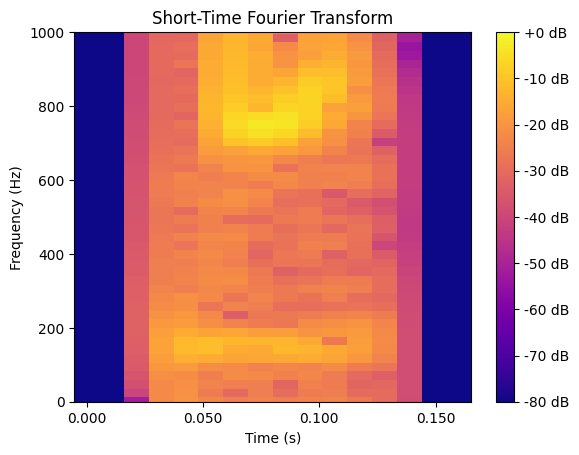 Short-Time Fourier Transform
1000
800
600
400
200
0
Frequency (Hz)
0.000
0.050
0.100
0.150
Time (s)
+0 dB
-10 dB
-20 dB
-30 dB
-40 dB
-50 dB
-60 dB
-70 dB
-80 dB